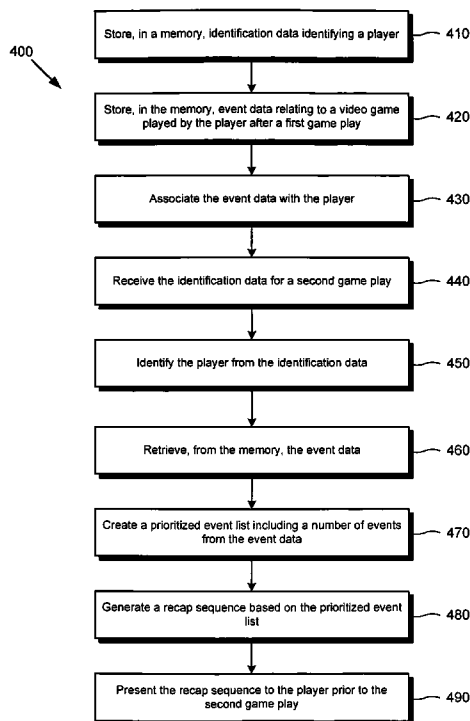 400
Store, in a memory, identification data identifying a player
410
Store, in the memory, event data relating to a video game
played by the player after a first game play
420
Associate the event data with the player
430
Receive the identification data for a second game play
440
Identify the player from the identification data
450
Retrieve, from the memory, the event data
460
Create a prioritized event list including a number of events
from the event data
470
Generate a recap sequence based on the prioritized event
list
480
Present the recap sequence to the player prior to the
second game play
490